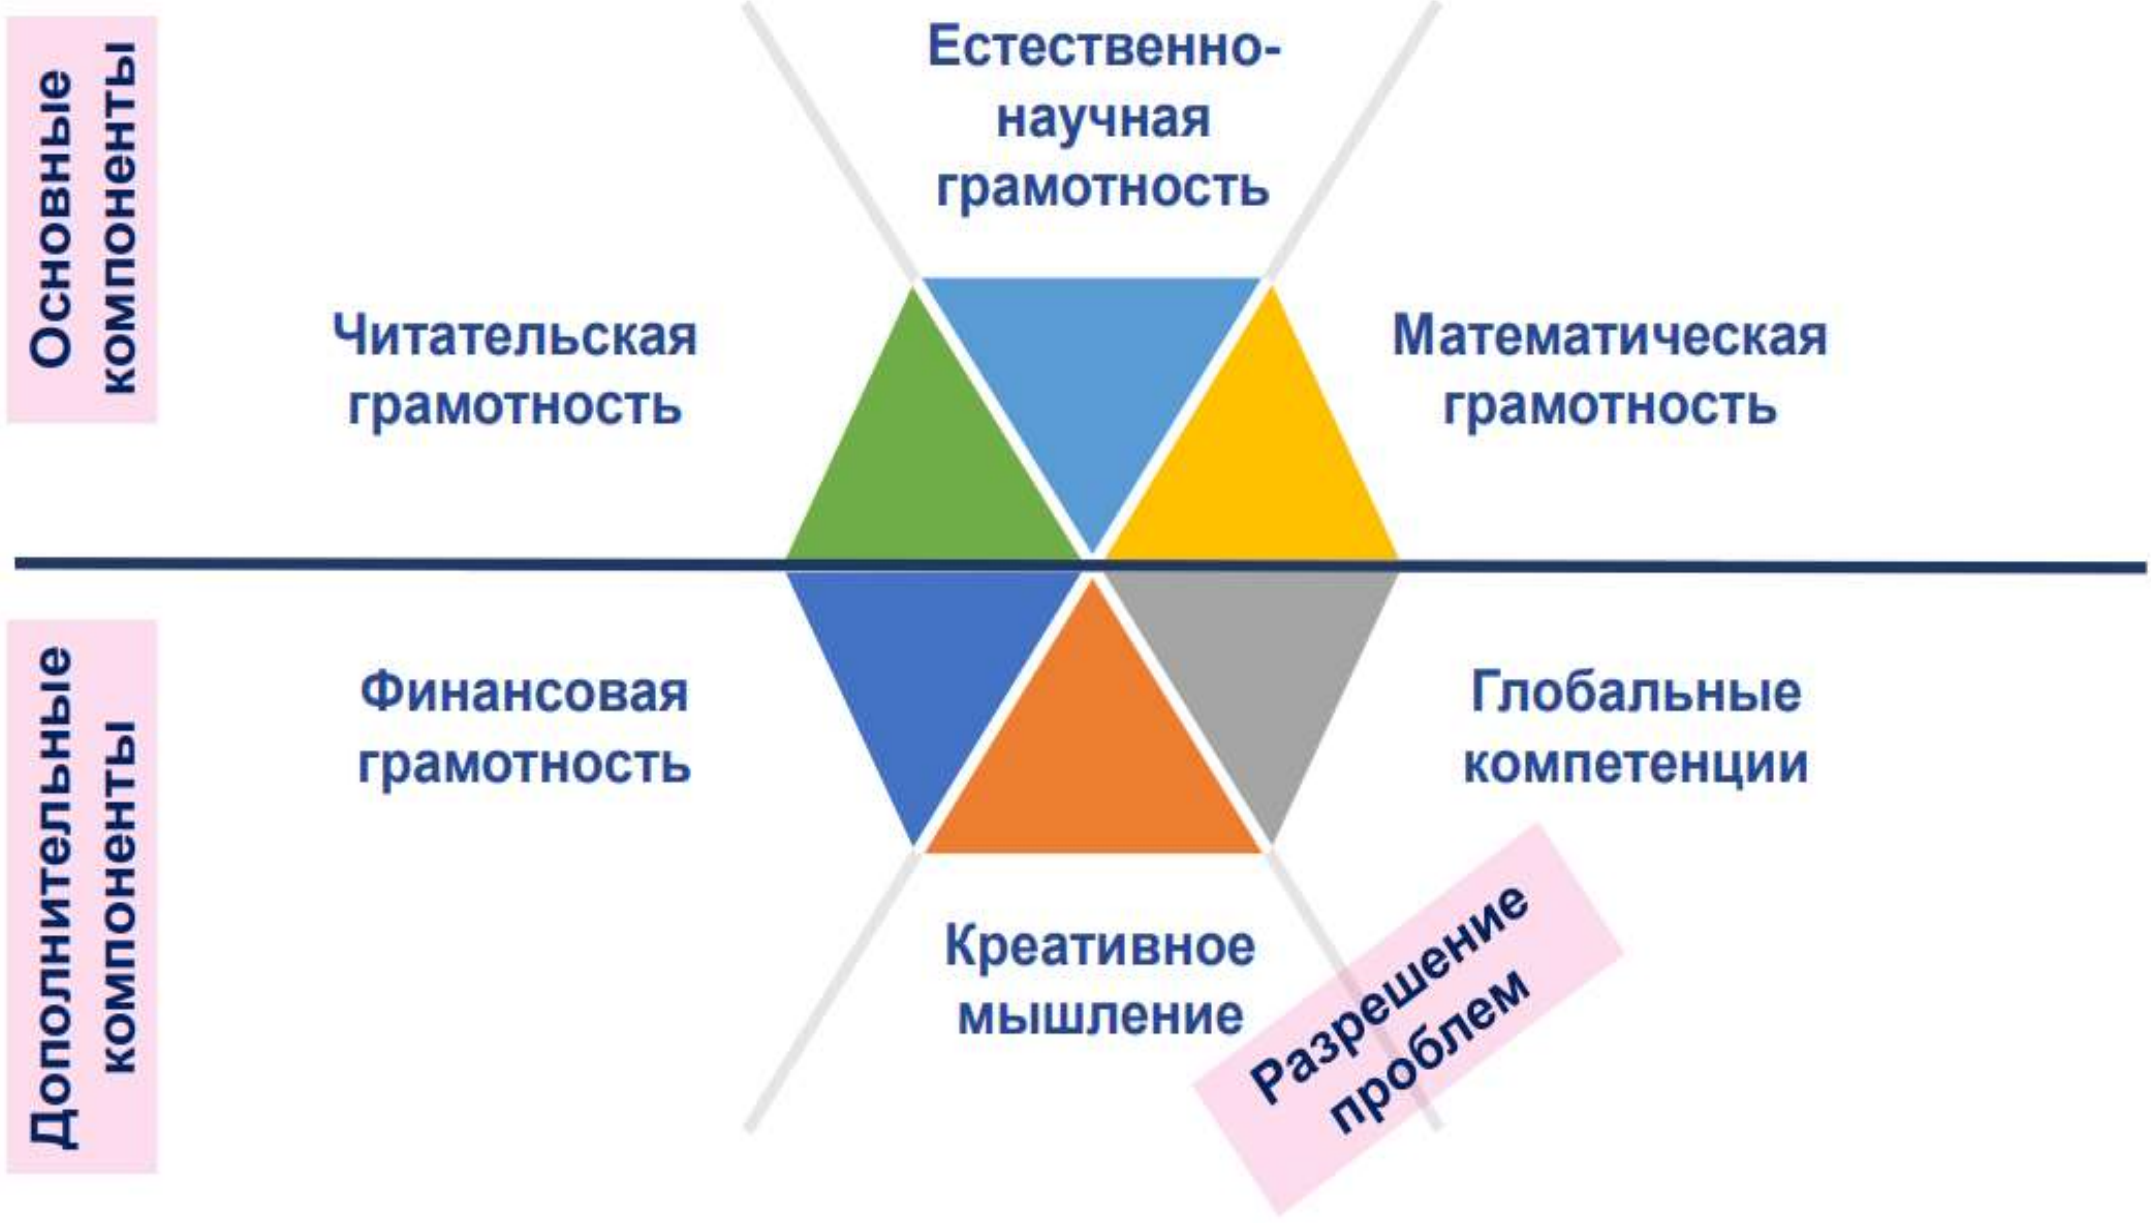 Основные
компоненты
Естественно-
научная
грамотность
Читательская
грамотность
Математическая
грамотность
Дополнительные
компоненты
Финансовая
грамотность
Глобальные
компетенции
Креативное
мышление
Разрешение
проблем